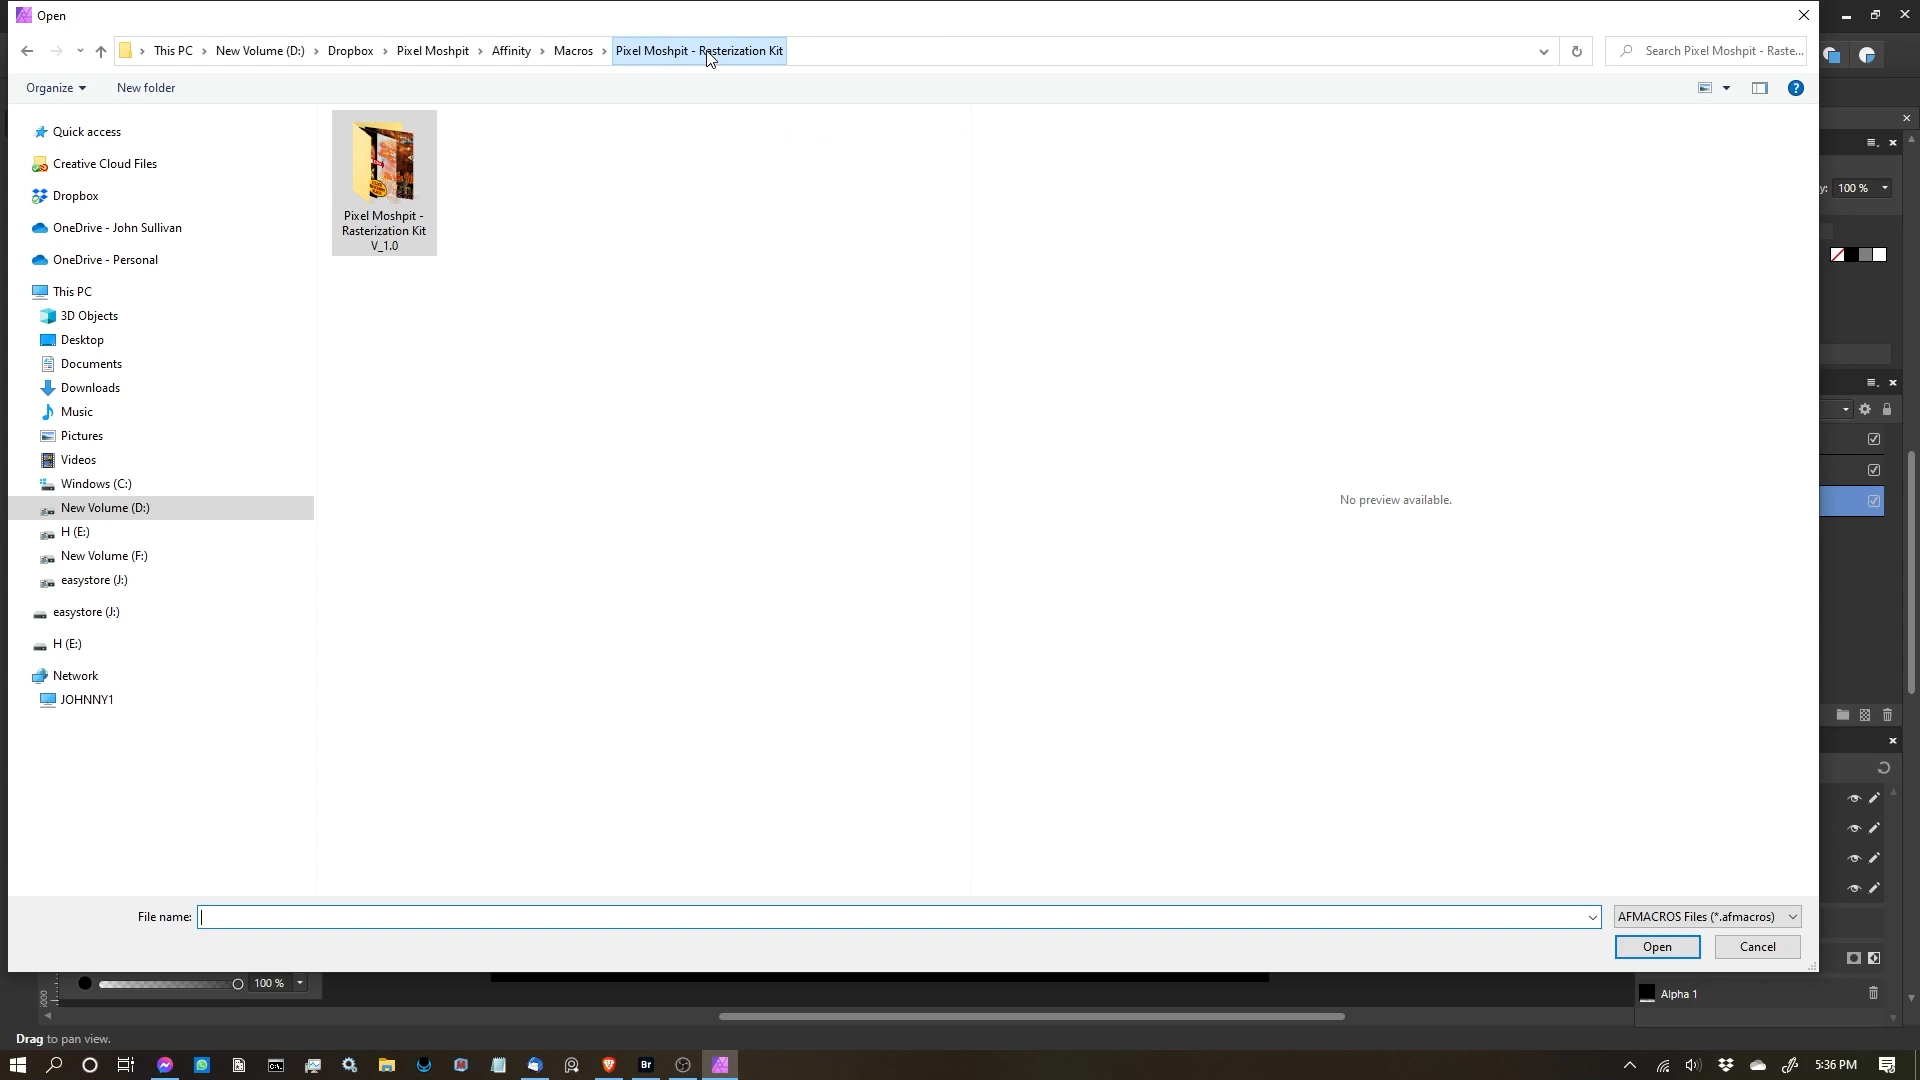 Open
This PC
New Volume (D:)
Dropbox
Pixel Moshpit
Affinity
Macros
Pixel Moshpit - Rasterization Kit
Search Pixel Moshpit - Raste...
Organize
New folder
Quick access
Creative Cloud Files
Dropbox
OneDrive - John Sullivan
OneDrive - Personal
This PC
3D Objects
Desktop
Documents
Downloads
Music
Pictures
Videos
Windows (C:)
New Volume (D:)
H (E:)
New Volume (F:)
easystore (J:)
easystore (J:)
H (E:)
Network
JOHNNY1
Pixel Moshpit -
Rasterization Kit
V_1.0
No preview available.
y: 100 %
File name:
AFMACROS Files (*.afmacros)
Open
Cancel
100 %
Alpha 1
Drag to pan view.
Br
5:36 PM